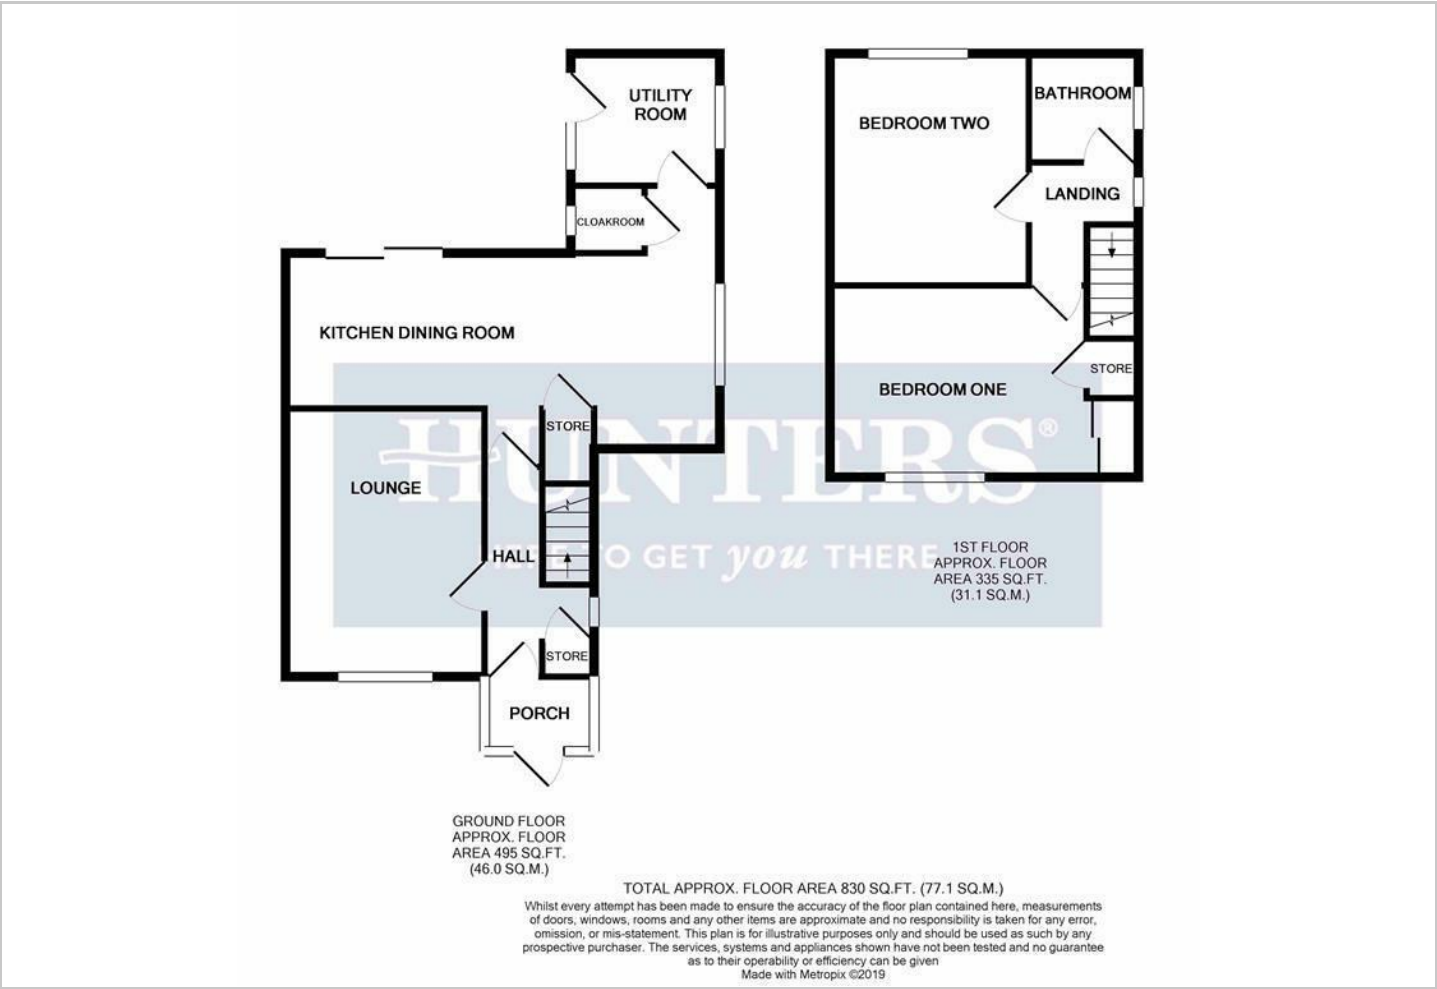 UTILITY
ROOM
CLOAKROOM
KITCHEN DINING ROOM
STORE
LOUNGE
HALL
STORE
PORCH
GROUND FLOOR
APPROX. FLOOR
AREA 495 SQ.FT.
(46.0 SQ.M.)
BEDROOM TWO
BATHROOM
LANDING
STORE
BEDROOM ONE
1ST FLOOR
APPROX. FLOOR
AREA 335 SQ.FT.
(31.1 SQ.M.)
HUNTERS®
HERE TO GET you THERE
TOTAL APPROX. FLOOR AREA 830 SQ.FT. (77.1 SQ.M.)
Whilst every attempt has been made to ensure the accuracy of the floor plan contained here, measurements
of doors, windows, rooms and any other items are approximate and no responsibility is taken for any error,
omission, or mis-statement. This plan is for illustrative purposes only and should be used as such by any
prospective purchaser. The services, systems and appliances shown have not been tested and no guarantee
as to their operability or efficiency can be given
Made with Metropix ©2019